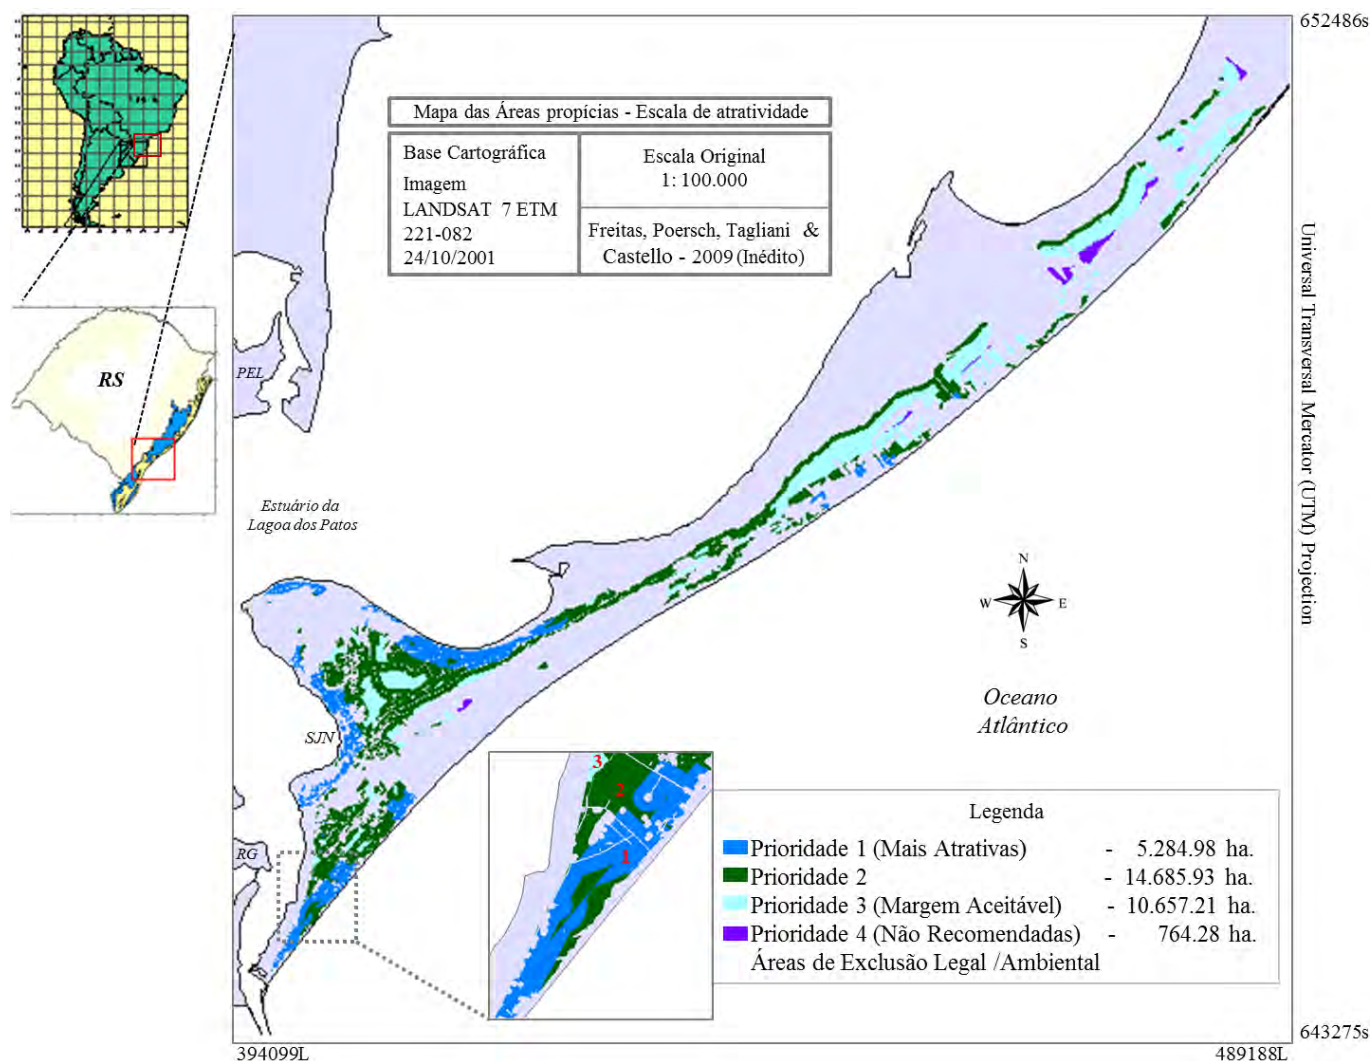 652486s
Mapa das Áreas propícias - Escala de atratividade
Base Cartográfica
Imagem
LANDSAT 7 ETM
221-082
24/10/2001
Escala Original
1: 100.000
Freitas, Poersch, Tagliani &
Castello - 2009 (Inédito)
Universal Transversal Mercator (UTM) Projection
RS
PEL
Estuário da
Lagoa dos Patos
N
W
E
S
Oceano
Atlântico
SJN
RG
3
2
1
Legenda
Prioridade 1 (Mais Atrativas) - 5.284.98 ha.
Prioridade 2 - 14.685.93 ha.
Prioridade 3 (Margem Aceitável) - 10.657.21 ha.
Prioridade 4 (Não Recomendadas) - 764.28 ha.
Áreas de Exclusão Legal /Ambiental
643275s
394099L
489188L